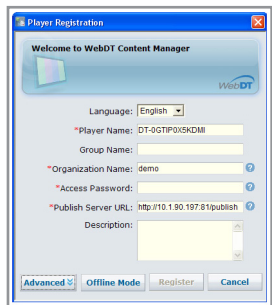 Player Registration
Welcome to WebDT Content Manager
WebDT
Language: English
*Player Name: DT-0GTIP0X5KDMI
Group Name:
*Organization Name: demo
*Access Password:
*Publish Server URL: http://10.1.90.197:81/publish
Description:
Advanced Offline Mode Register Cancel